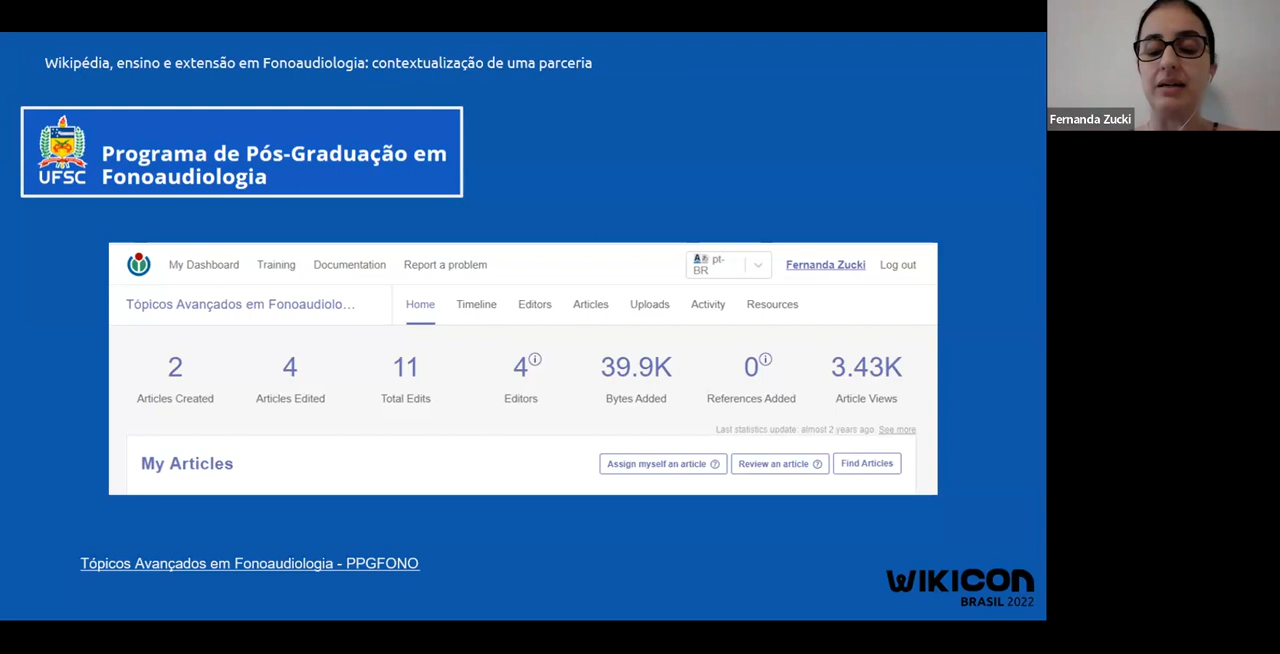 Wikipédia, ensino e extensão em Fonoaudiologia: contextualização de uma parceria
Fernanda Zucki
UFSC
Programa de Pós-Graduação em
Fonoaudiologia
My Dashboard Training Documentation Report a problem pt-BR Fernanda Zucki Log out
Tópicos Avançados em Fonoaudiolo… Home Timeline Editors Articles Uploads Activity Resources
2 4 11 4 39.9K 0 3.43K
Articles Created Articles Edited Total Edits Editors Bytes Added References Added Article Views
Last statistics update: almost 2 years ago. See more
My Articles Assign myself an article Review an article Find Articles
Tópicos Avançados em Fonoaudiologia - PPGFONO
WIKICON
BRASIL 2022